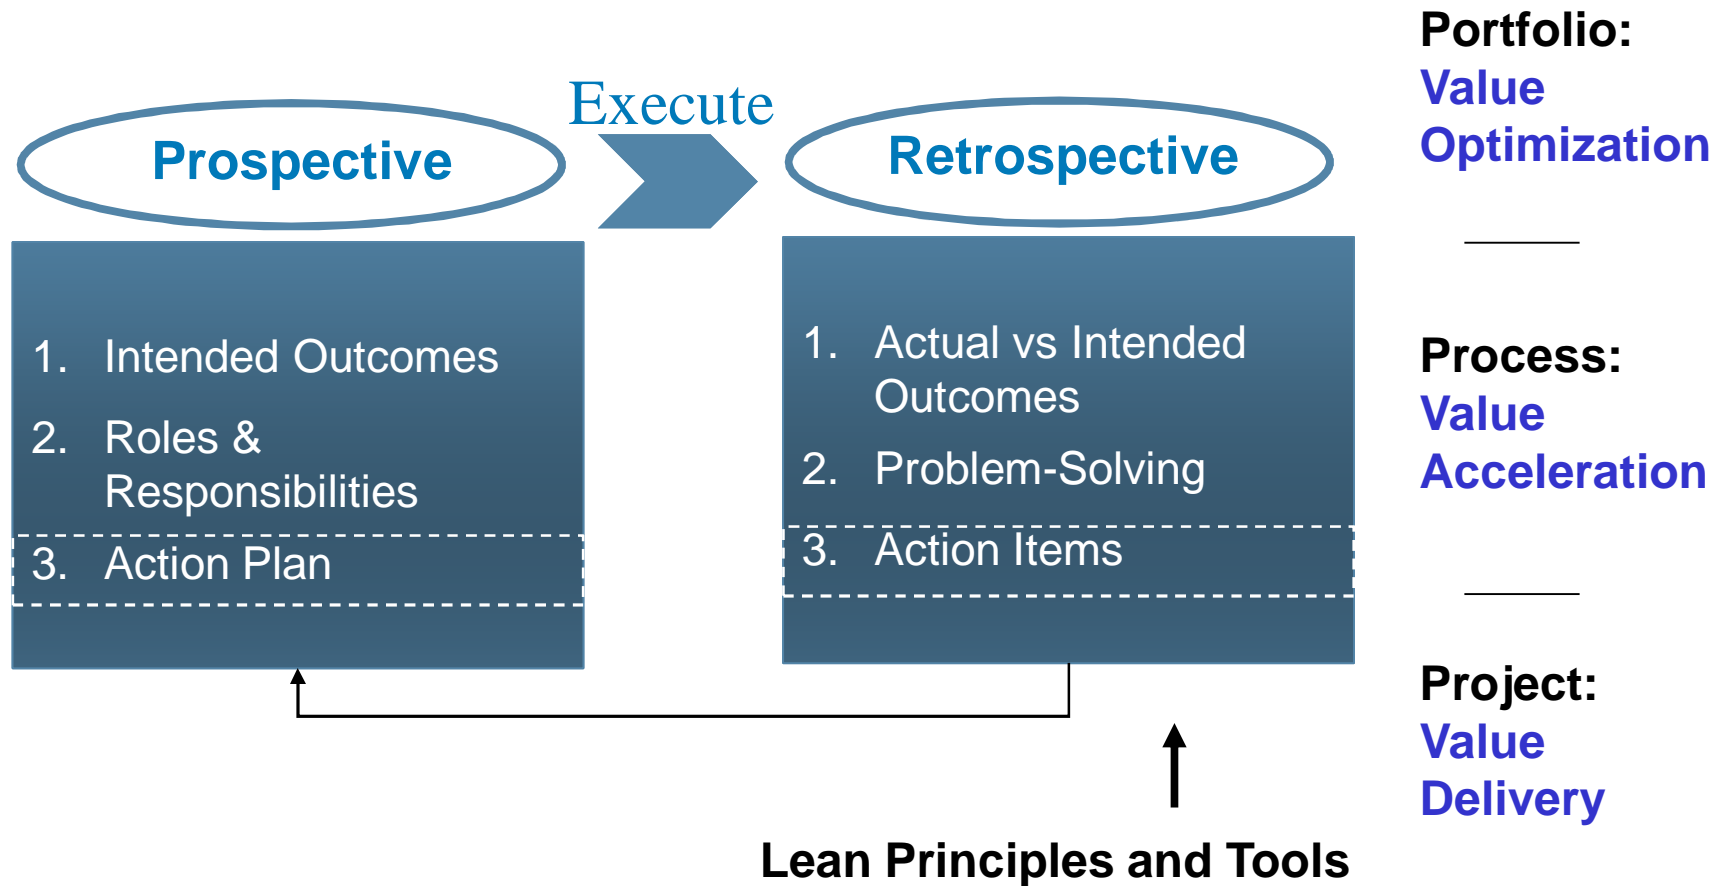 Execute
Prospective
1. Intended Outcomes
2. Roles &
Responsibilities
3. Action Plan
Retrospective
1. Actual vs Intended
Outcomes
2. Problem-Solving
3. Action Items
Lean Principles and Tools
Portfolio:
Value
Optimization
Process:
Value
Acceleration
Project:
Value
Delivery